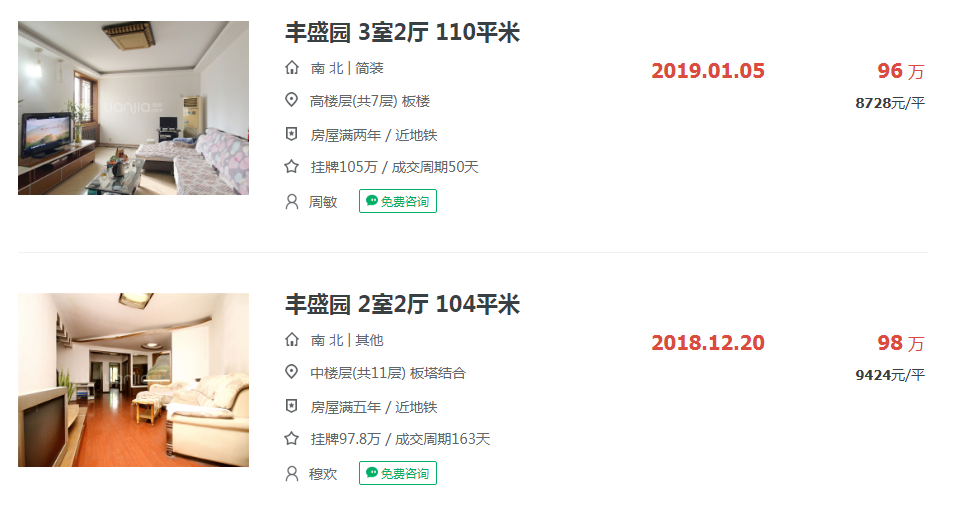 丰盛园 3室2厅 110平米
南 北 | 简装
2019.01.05
96 万
高楼层(共7层) 板楼
8728元/平
房屋满两年 / 近地铁
挂牌105万 / 成交周期50天
周敏
免费咨询
lianjia
丰盛园 2室2厅 104平米
南 北 | 其他
2018.12.20
98 万
中楼层(共11层) 板塔结合
9424元/平
房屋满五年 / 近地铁
挂牌97.8万 / 成交周期163天
穆欢
免费咨询